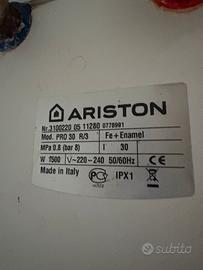 ARISTON
Nr.3100220 05 11280 0778991
Mod. PRO 30 R/3 Fe + Enamel
MPa 0.8 (bar 8) l 30
W 1500 V~220-240 50/60Hz
Made in Italy IPX1 CE
subito